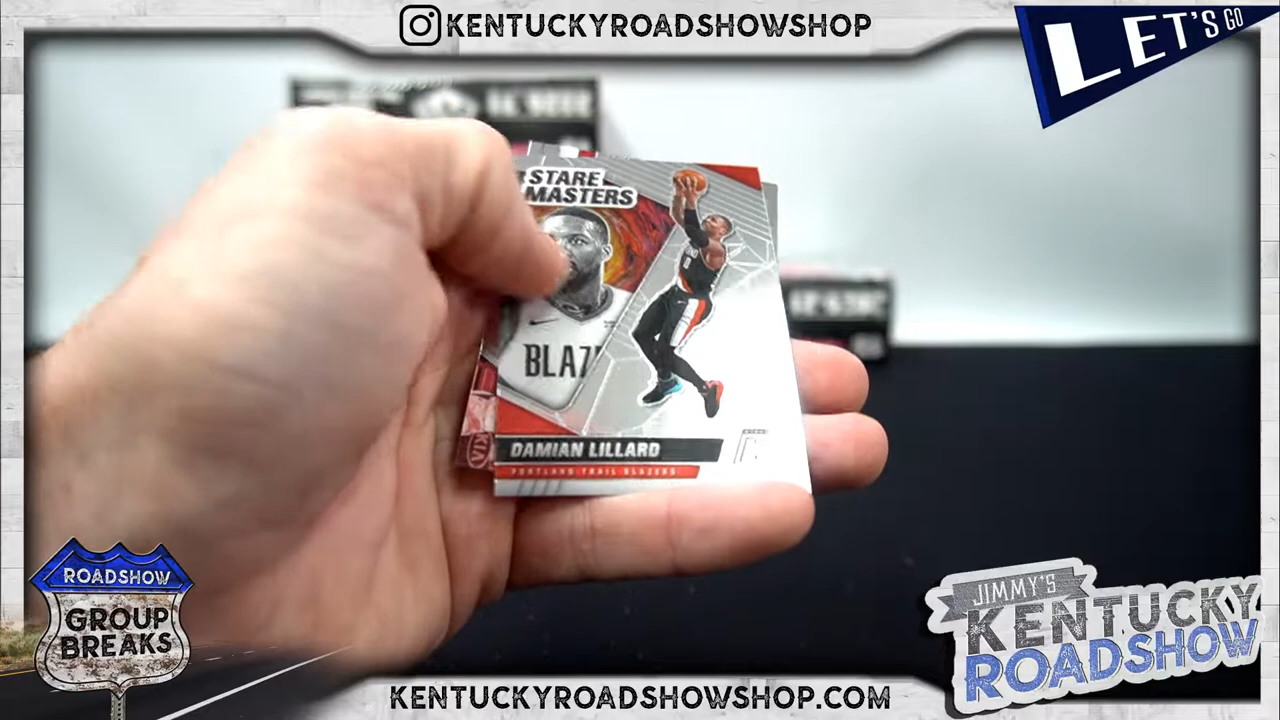 KENTUCKYROADSHOWSHOP
LET'S GO
STARE
MASTERS
BLAZ
DAMIAN LILLARD
PORTLAND TRAIL BLAZERS
KIA
ROADSHOW
GROUP
BREAKS
JIMMY'S
KENTUCKY
ROADSHOW
KENTUCKYROADSHOWSHOP.COM